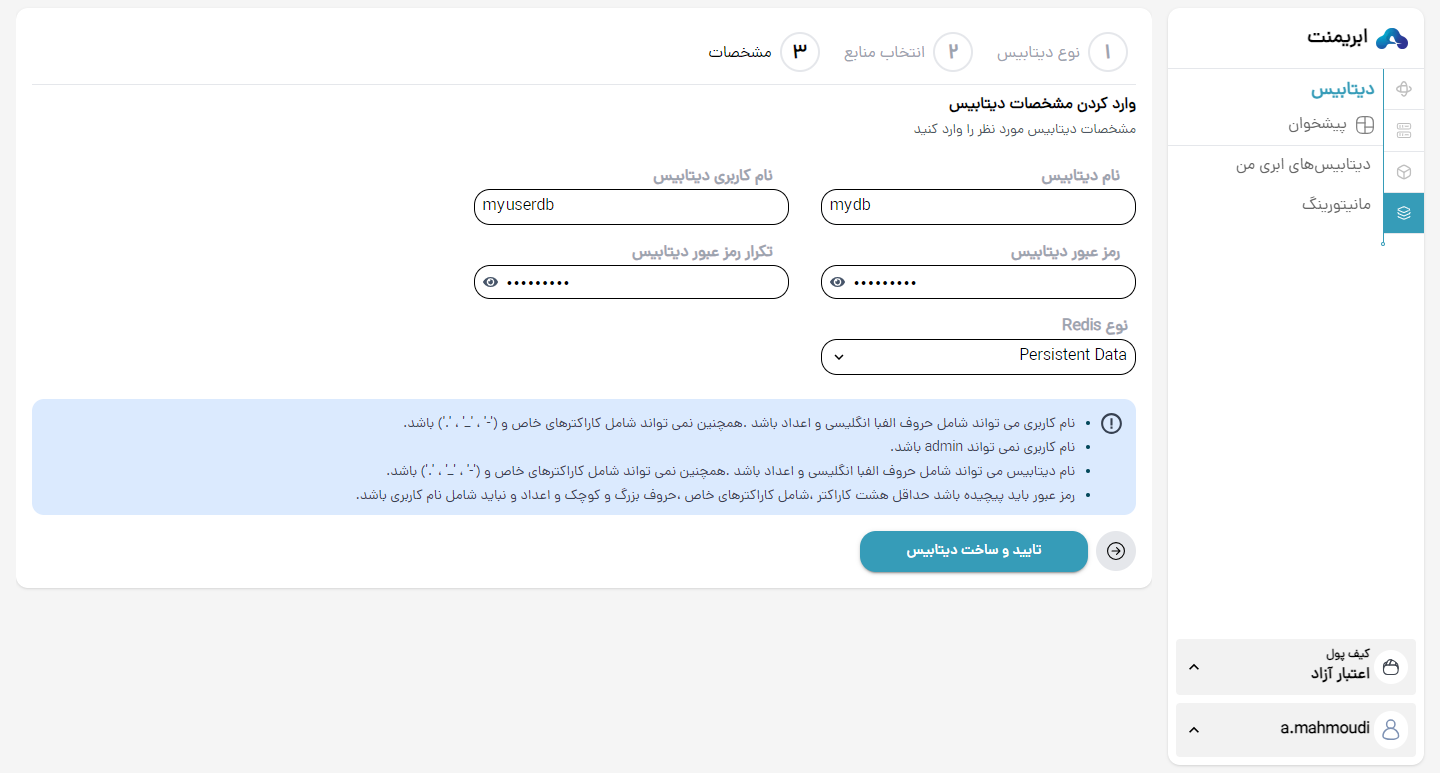 ابریمنت
دیتابیس
پیشخوان
دیتابیس‌های ابری من
مانیتورینگ
کیف پول
اعتبار آزاد
a.mahmoudi
۱ نوع دیتابیس ۲ انتخاب منابع ۳ مشخصات
وارد کردن مشخصات دیتابیس
مشخصات دیتابیس مورد نظر را وارد کنید
نام دیتابیس نام کاربری دیتابیس
mydb myuserdb
رمز عبور دیتابیس تکرار رمز عبور دیتابیس
••••••••• •••••••••
نوع Redis
Persistent Data
• نام کاربری می تواند شامل حروف الفبا انگلیسی و اعداد باشد .همچنین نمی تواند شامل کاراکترهای خاص و ('-' ، '_' ، '.') باشد.
• نام کاربری نمی تواند admin باشد.
• نام دیتابیس می تواند شامل حروف الفبا انگلیسی و اعداد باشد .همچنین نمی تواند شامل کاراکترهای خاص و ('-' ، '_' ، '.') باشد.
• رمز عبور باید پیچیده باشد حداقل هشت کاراکتر ،شامل کاراکترهای خاص ،حروف بزرگ و کوچک و اعداد و نباید شامل نام کاربری باشد.
تایید و ساخت دیتابیس